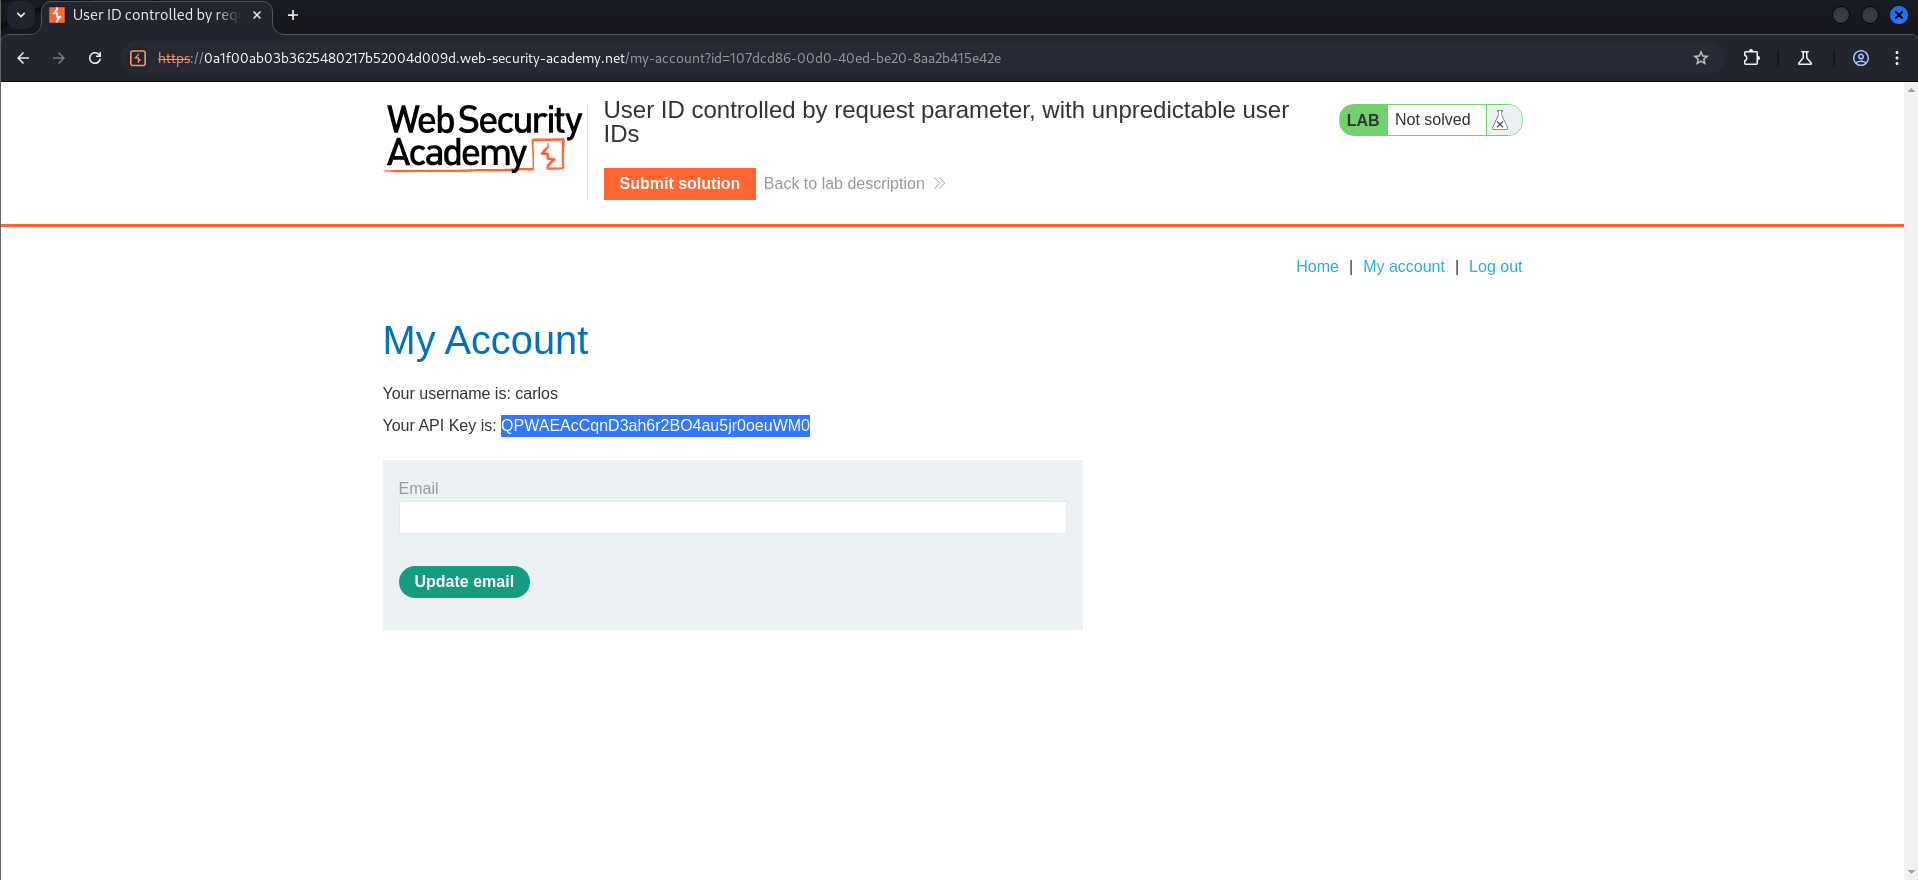 User ID controlled by req
https://0a1f00ab03b3625480217b52004d009d.web-security-academy.net/my-account?id=107dcd86-00d0-40ed-be20-8aa2b415e42e
Web Security
Academy
User ID controlled by request parameter, with unpredictable user
IDs
LAB Not solved
Submit solution Back to lab description
Home | My account | Log out
My Account
Your username is: carlos
Your API Key is: QPWAEAcCqnD3ah6r2BO4au5jr0oeuWM0
Email
Update email